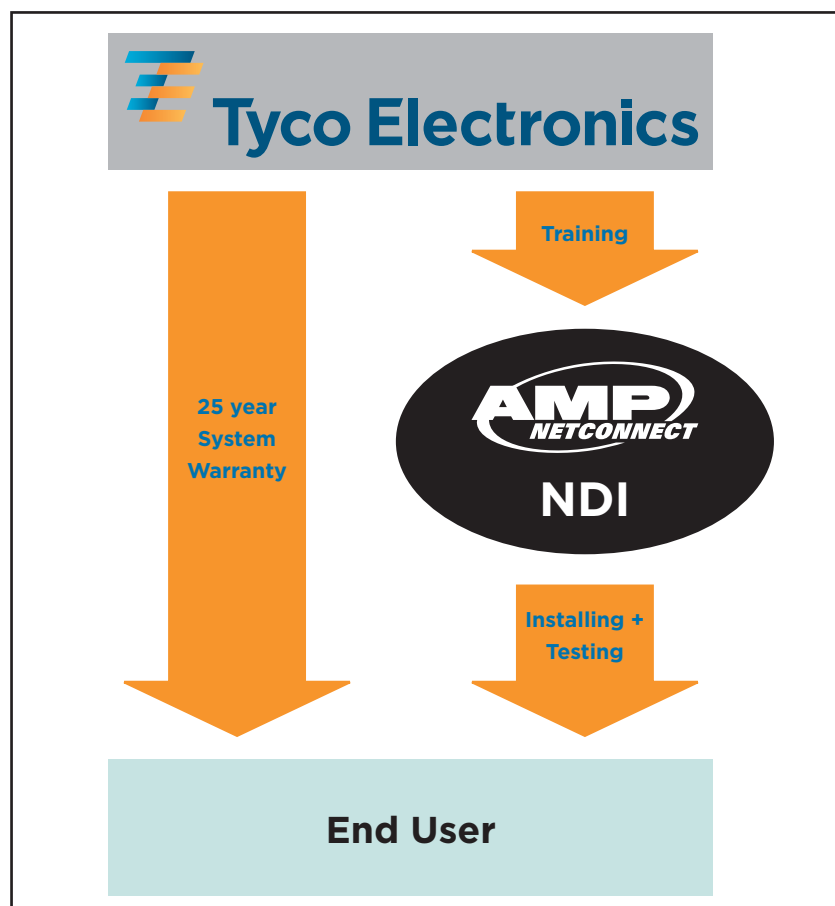 Tyco Electronics
Training
25 year
System
Warranty
AMP
NETCONNECT
NDI
Installing +
Testing
End User